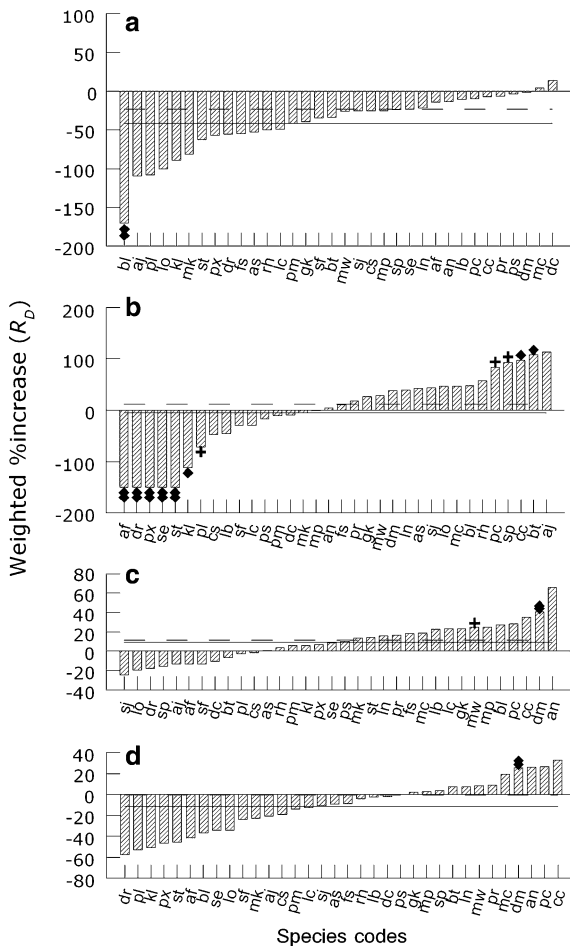 Weighted %increase (R_D)
a
100
50
0
-50
-100
-150
-200
bl aj pl lo kl mk st px dr fs as rh lc pm gk sf bt mw sj cs mp sp se ln af an lb pc cc pr ps dm mc dc
b
200
100
0
-100
-200
af dr px se st kl pl cs lb sf lc ps pm dc mk mp an fs pr gk mw dm ln as sj lo mc bl rh pc sp cc bt aj
c
80
60
40
20
0
-20
-40
sj lo dr sp aj af sf dc bt pl cs as rh pm kl px se ps mk st ln pr fs mc lb lc gk mw mp bl pc cc dm an
d
40
20
0
-20
-40
-60
-80
dr pl kl px st af bl se lo sf mk aj cs pm lc sj as fs rh lb dc ps gk mp sp bt ln mw pr mc dm an pc cc
Species codes